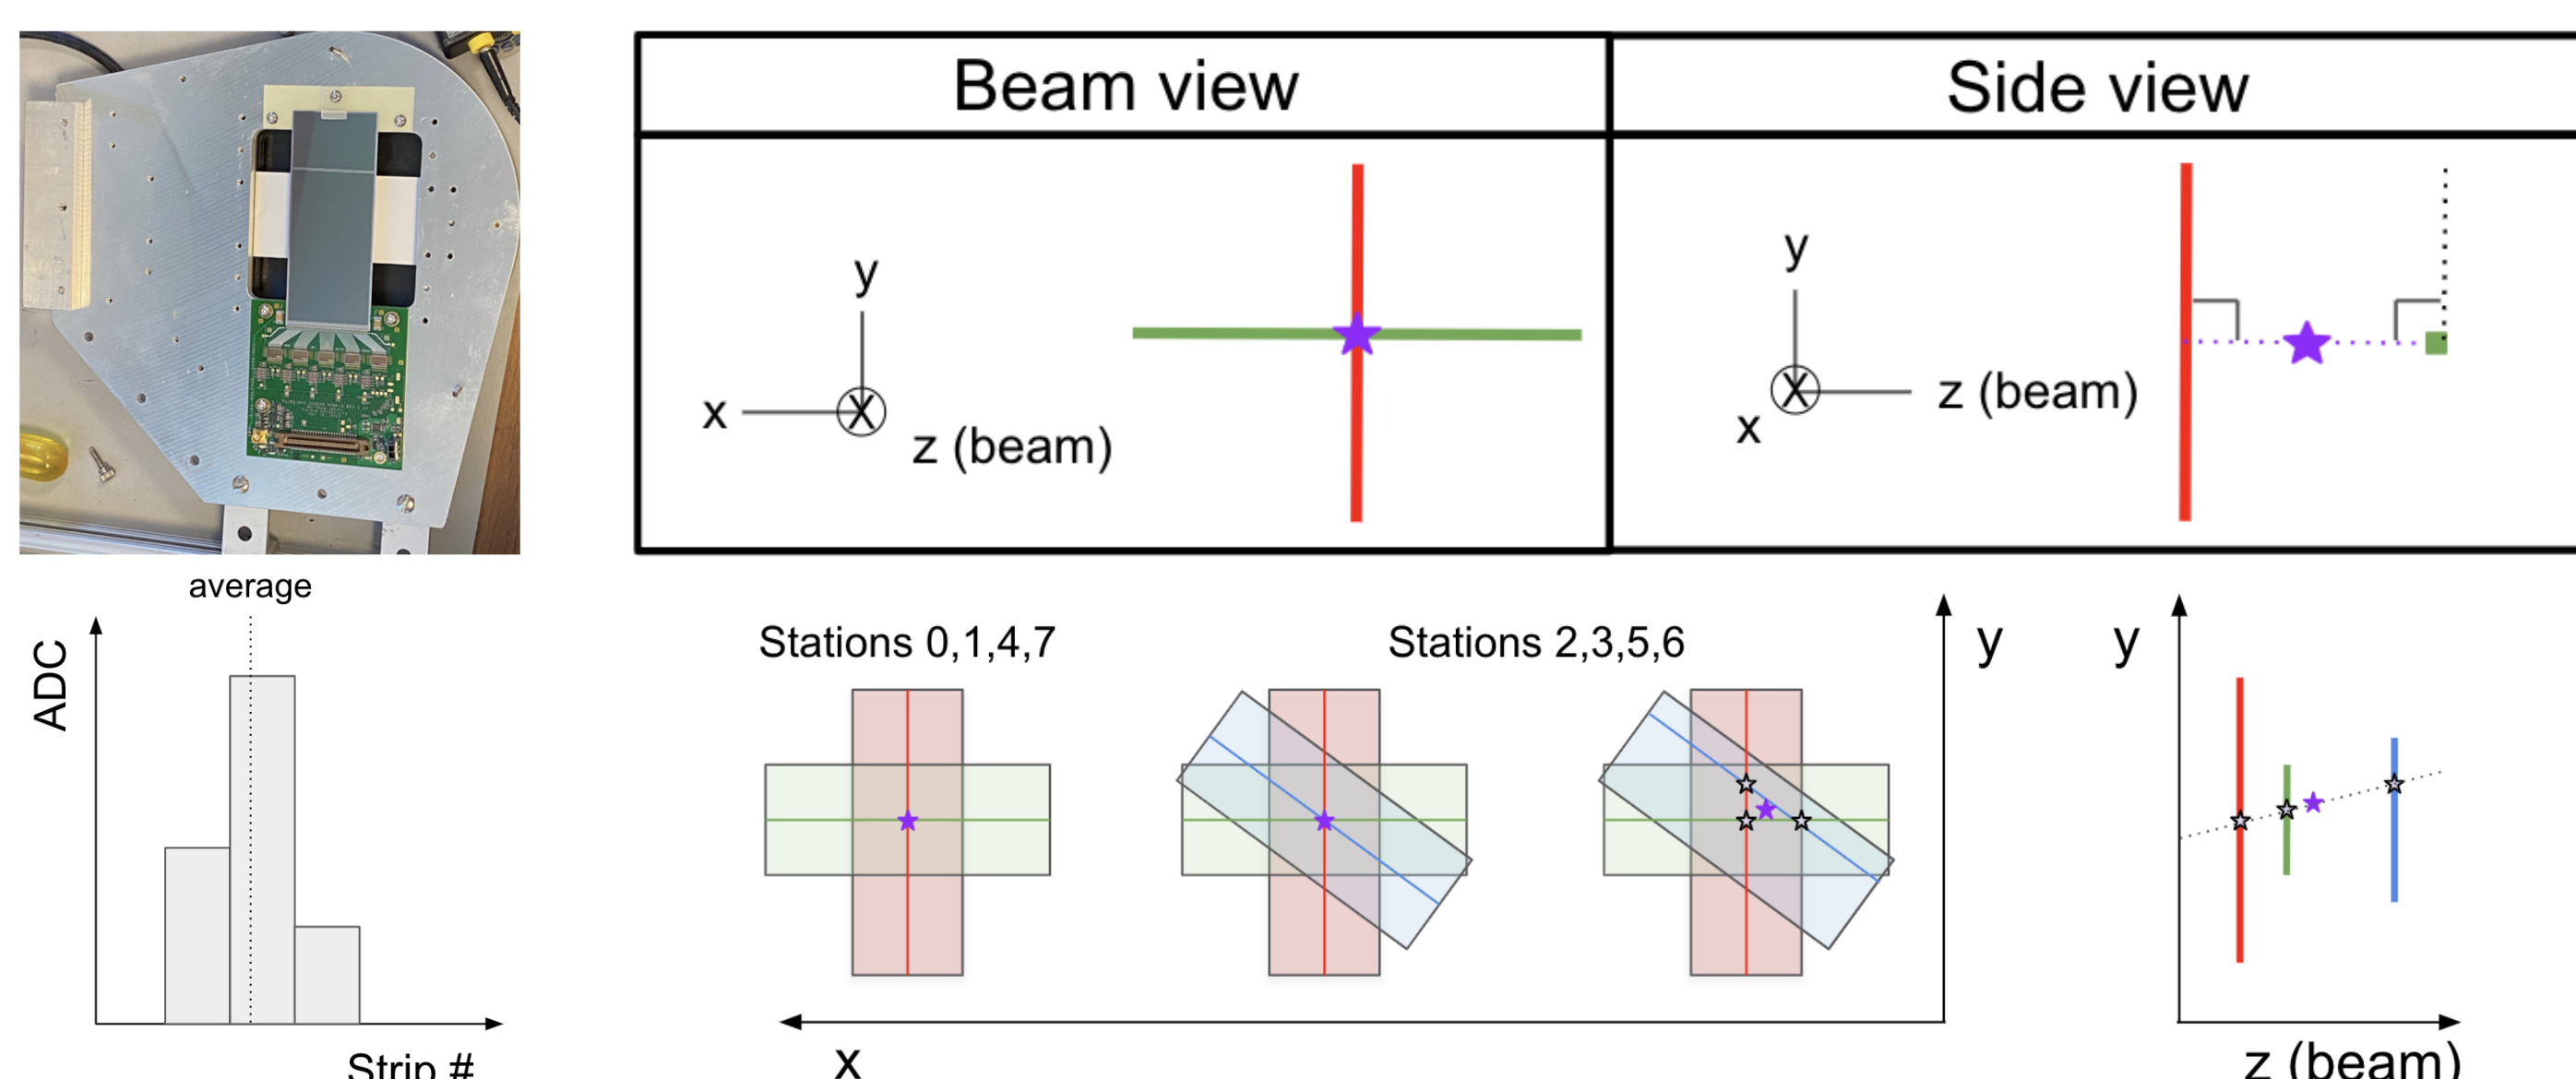 Beam view
Side view
y
x
X
z (beam)
y
X
x
z (beam)
average
ADC
Strip #
Stations 0,1,4,7
Stations 2,3,5,6
y
x
y
z (beam)